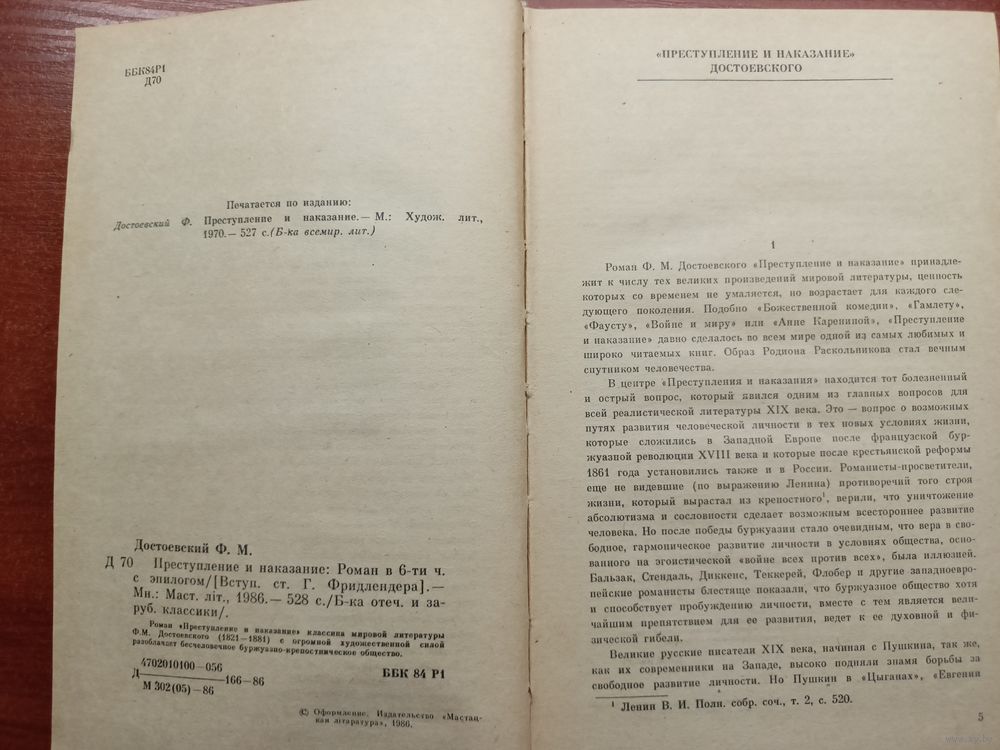 ББК84Р1
Д70
Печатается по изданию:
Достоевский Ф. Преступление и наказание.— М.: Худож. лит.,
1970.— 527 с.(Б-ка всемир. лит.)
Достоевский Ф. М.
Д 70 Преступление и наказание: Роман в 6-ти ч.
с эпилогом/[Вступ. ст. Г. Фридлендера].—
Мн.: Маст. літ., 1986.— 528 с./Б-ка отеч. и за-
руб. классики/.
Роман «Преступление и наказание» классика мировой литературы
Ф.М. Достоевского (1821—1881) с огромной художественной силой
разоблачает бесчеловечное буржуазно-крепостническое общество.
4702010100—056
Д 166—86
М 302(05)—86
ББК 84 Р1
© Оформление. Издательство «Мастац-
кая літаратура», 1986.
«ПРЕСТУПЛЕНИЕ И НАКАЗАНИЕ»
ДОСТОЕВСКОГО
1
Роман Ф. М. Достоевского «Преступление и наказание» принадле-
жит к числу тех великих произведений мировой литературы, ценность
которых со временем не умаляется, но возрастает для каждого сле-
дующего поколения. Подобно «Божественной комедии», «Гамлету»,
«Фаусту», «Войне и миру» или «Анне Карениной», «Преступление
и наказание» давно сделалось во всем мире одной из самых любимых и
широко читаемых книг. Образ Родиона Раскольникова стал вечным
спутником человечества.
В центре «Преступления и наказания» находится тот болезненный
и острый вопрос, который явился одним из главных вопросов для
всей реалистической литературы XIX века. Это — вопрос о возможных
путях развития человеческой личности в тех новых условиях жизни,
которые сложились в Западной Европе после французской бур-
жуазной революции XVIII века и которые после крестьянской реформы
1861 года установились также и в России. Романисты-просветители,
еще не видевшие (по выражению Ленина) противоречий того строя
жизни, который вырастал из крепостного¹, верили, что уничтожение
абсолютизма и сословности сделает возможным всестороннее развитие
человека. Но после победы буржуазии стало очевидным, что вера в сво-
бодное, гармоническое развитие личности в условиях общества, осно-
ванного на эгоистической «войне всех против всех», была иллюзией.
Бальзак, Стендаль, Диккенс, Теккерей, Флобер и другие западноевро-
пейские романисты блестяще показали, что буржуазное общество хотя
и способствует пробуждению личности, вместе с тем является вели-
чайшим препятствием для ее развития, ведет к ее духовной и фи-
зической гибели.
Великие русские писатели XIX века, начиная с Пушкина, так же,
как их современники на Западе, высоко подняли знамя борьбы за
свободное развитие личности. Но Пушкин в «Цыганах», «Евгении
¹ Ленин В. И. Полн. собр. соч., т. 2, с. 520.
5